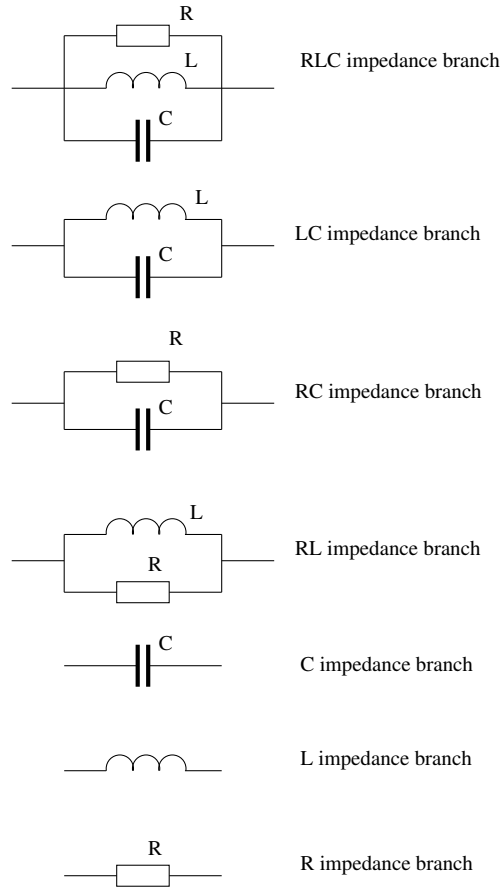 R
L
RLC impedance branch
C
L
LC impedance branch
C
R
RC impedance branch
C
L
RL impedance branch
R
C
C impedance branch
L impedance branch
R
R impedance branch